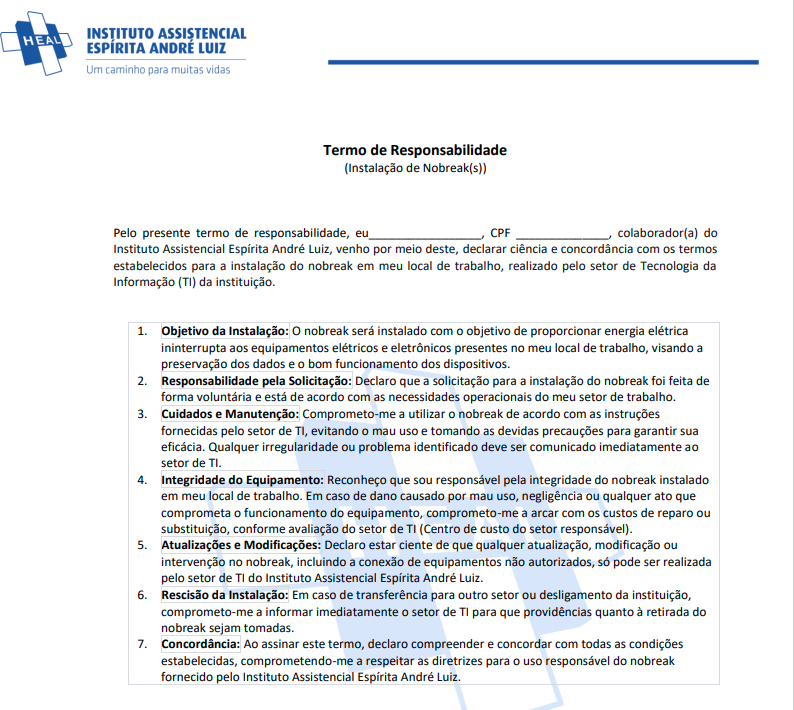 HEAL
INSTITUTO ASSISTENCIAL
ESPÍRITA ANDRÉ LUIZ
Um caminho para muitas vidas
Termo de Responsabilidade
(Instalação de Nobreak(s))
Pelo presente termo de responsabilidade, eu__________________, CPF _______________, colaborador(a) do
Instituto Assistencial Espírita André Luiz, venho por meio deste, declarar ciência e concordância com os termos
estabelecidos para a instalação do nobreak em meu local de trabalho, realizado pelo setor de Tecnologia da
Informação (TI) da instituição.
1. Objetivo da Instalação: O nobreak será instalado com o objetivo de proporcionar energia elétrica
ininterrupta aos equipamentos elétricos e eletrônicos presentes no meu local de trabalho, visando a
preservação dos dados e o bom funcionamento dos dispositivos.
2. Responsabilidade pela Solicitação: Declaro que a solicitação para a instalação do nobreak foi feita de
forma voluntária e está de acordo com as necessidades operacionais do meu setor de trabalho.
3. Cuidados e Manutenção: Comprometo-me a utilizar o nobreak de acordo com as instruções
fornecidas pelo setor de TI, evitando o mau uso e tomando as devidas precauções para garantir sua
eficácia. Qualquer irregularidade ou problema identificado deve ser comunicado imediatamente ao
setor de TI.
4. Integridade do Equipamento: Reconheço que sou responsável pela integridade do nobreak instalado
em meu local de trabalho. Em caso de dano causado por mau uso, negligência ou qualquer ato que
comprometa o funcionamento do equipamento, comprometo-me a arcar com os custos de reparo ou
substituição, conforme avaliação do setor de TI (Centro de custo do setor responsável).
5. Atualizações e Modificações: Declaro estar ciente de que qualquer atualização, modificação ou
intervenção no nobreak, incluindo a conexão de equipamentos não autorizados, só pode ser realizada
pelo setor de TI do Instituto Assistencial Espírita André Luiz.
6. Rescisão da Instalação: Em caso de transferência para outro setor ou desligamento da instituição,
comprometo-me a informar imediatamente o setor de TI para que providências quanto à retirada do
nobreak sejam tomadas.
7. Concordância: Ao assinar este termo, declaro compreender e concordar com todas as condições
estabelecidas, comprometendo-me a respeitar as diretrizes para o uso responsável do nobreak
fornecido pelo Instituto Assistencial Espírita André Luiz.